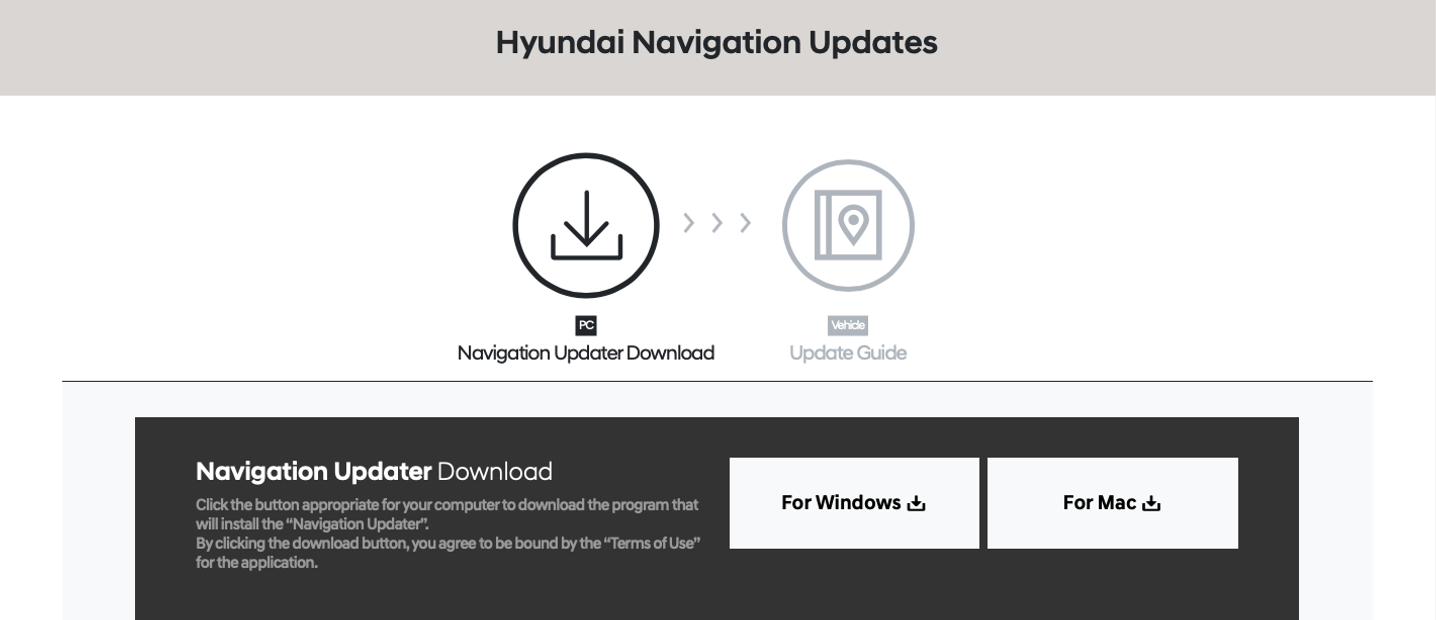 Hyundai Navigation Updates
PC
Navigation Updater Download
Vehicle
Update Guide
Navigation Updater Download
Click the button appropriate for your computer to download the program that
will install the “Navigation Updater”.
By clicking the download button, you agree to be bound by the “Terms of Use”
for the application.
For Windows
For Mac